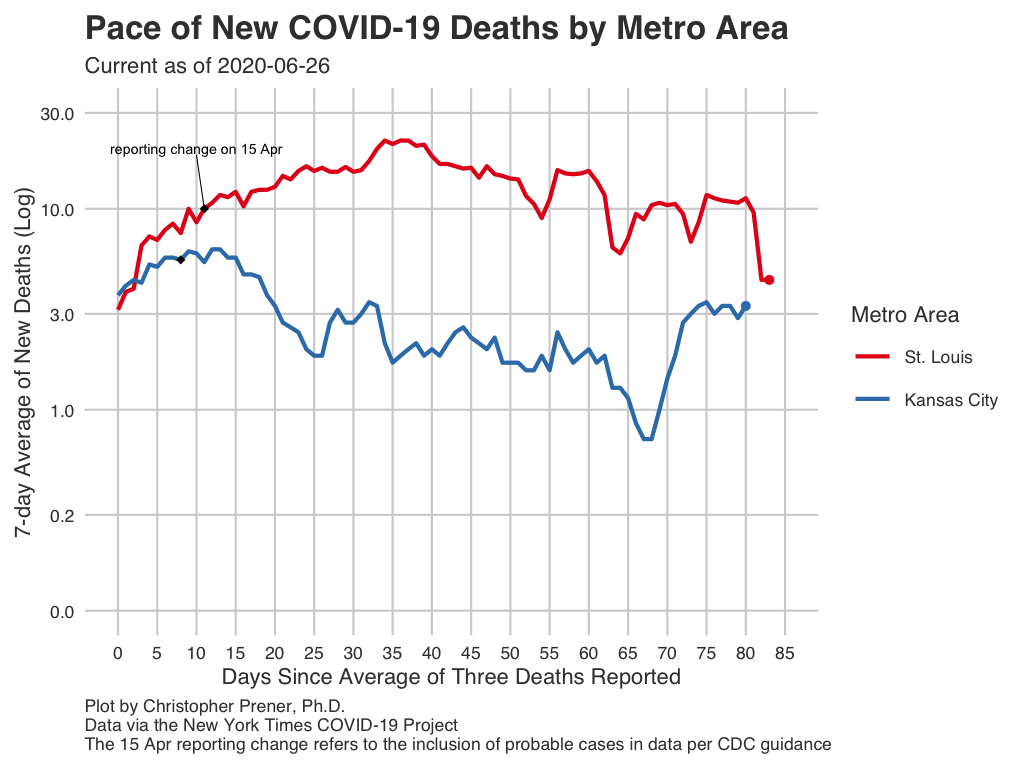 Pace of New COVID-19 Deaths by Metro Area
Current as of 2020-06-26
7-day Average of New Deaths (Log)
30.0
10.0
3.0
1.0
0.2
0.0
reporting change on 15 Apr
Metro Area
St. Louis
Kansas City
0 5 10 15 20 25 30 35 40 45 50 55 60 65 70 75 80 85
Days Since Average of Three Deaths Reported
Plot by Christopher Prener, Ph.D.
Data via the New York Times COVID-19 Project
The 15 Apr reporting change refers to the inclusion of probable cases in data per CDC guidance